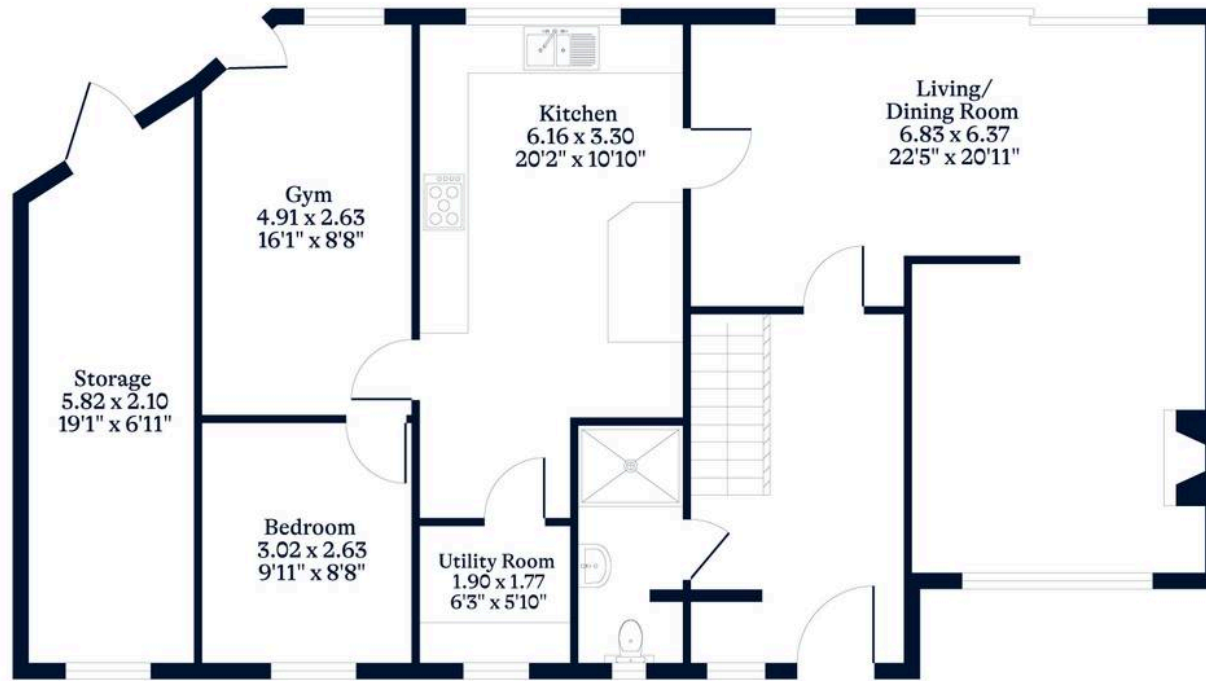 Kitchen
6.16 x 3.30
20'2" x 10'10"
Living/
Dining Room
6.83 x 6.37
22'5" x 20'11"
Gym
4.91 x 2.63
16'1" x 8'8"
Storage
5.82 x 2.10
19'1" x 6'11"
Bedroom
3.02 x 2.63
9'11" x 8'8"
Utility Room
1.90 x 1.77
6'3" x 5'10"